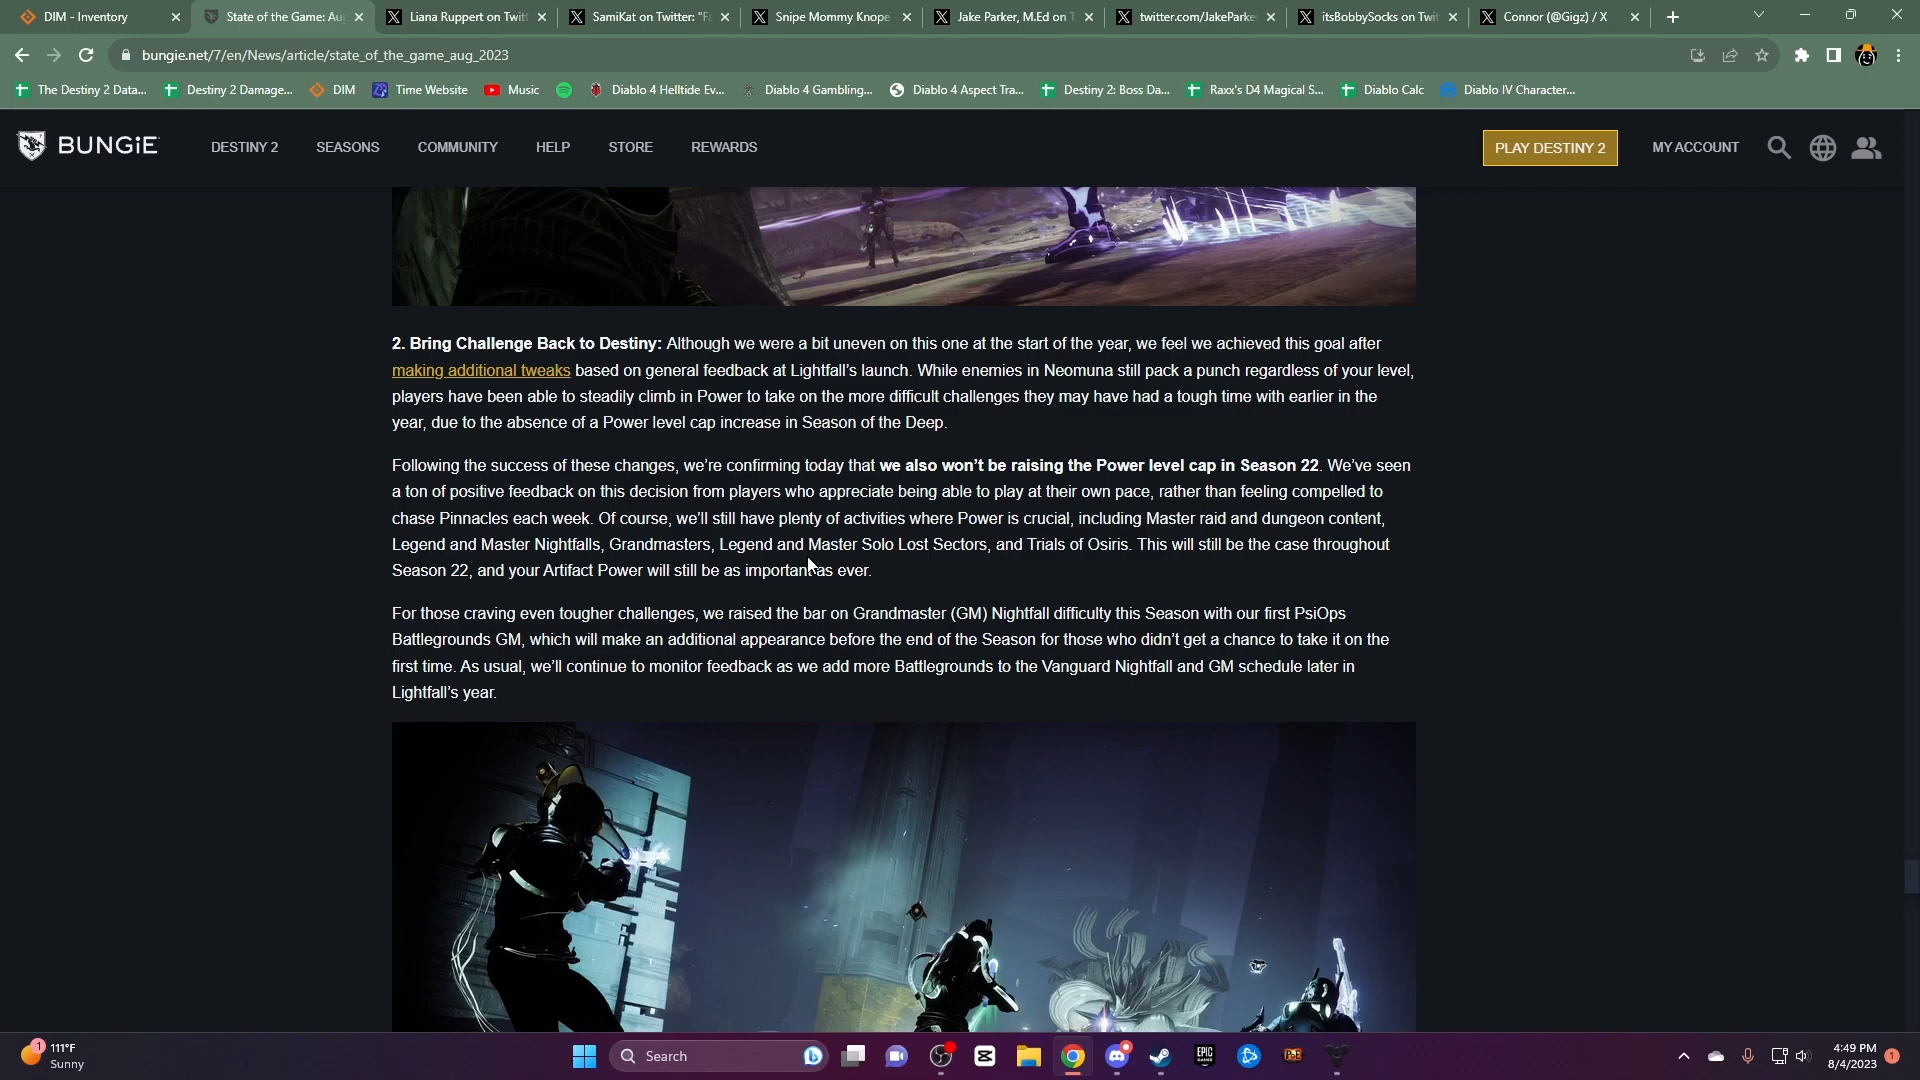 DIM - Inventory
State of the Game: Au
Liana Ruppert on Twitt
SamiKat on Twitter: "Fa
Snipe Mommy Knope
Jake Parker, M.Ed on T
twitter.com/JakeParke
itsBobbySocks on Twit
Connor (@Gigz) / X
bungie.net/7/en/News/article/state_of_the_game_aug_2023
The Destiny 2 Data...
Destiny 2 Damage...
DIM
Time Website
Music
Diablo 4 Helltide Ev...
Diablo 4 Gambling...
Diablo 4 Aspect Tra...
Destiny 2: Boss Da...
Raxx's D4 Magical S...
Diablo Calc
Diablo IV Character...
BUNGiE
DESTINY 2
SEASONS
COMMUNITY
HELP
STORE
REWARDS
PLAY DESTINY 2
MY ACCOUNT
2. Bring Challenge Back to Destiny: Although we were a bit uneven on this one at the start of the year, we feel we achieved this goal after
making additional tweaks based on general feedback at Lightfall’s launch. While enemies in Neomuna still pack a punch regardless of your level,
players have been able to steadily climb in Power to take on the more difficult challenges they may have had a tough time with earlier in the
year, due to the absence of a Power level cap increase in Season of the Deep.
Following the success of these changes, we’re confirming today that we also won’t be raising the Power level cap in Season 22. We’ve seen
a ton of positive feedback on this decision from players who appreciate being able to play at their own pace, rather than feeling compelled to
chase Pinnacles each week. Of course, we’ll still have plenty of activities where Power is crucial, including Master raid and dungeon content,
Legend and Master Nightfalls, Grandmasters, Legend and Master Solo Lost Sectors, and Trials of Osiris. This will still be the case throughout
Season 22, and your Artifact Power will still be as important as ever.
For those craving even tougher challenges, we raised the bar on Grandmaster (GM) Nightfall difficulty this Season with our first PsiOps
Battlegrounds GM, which will make an additional appearance before the end of the Season for those who didn’t get a chance to take it on the
first time. As usual, we’ll continue to monitor feedback as we add more Battlegrounds to the Vanguard Nightfall and GM schedule later in
Lightfall’s year.
1
111°F
Sunny
Search
EPIC
GAMES
4:49 PM
8/4/2023
1